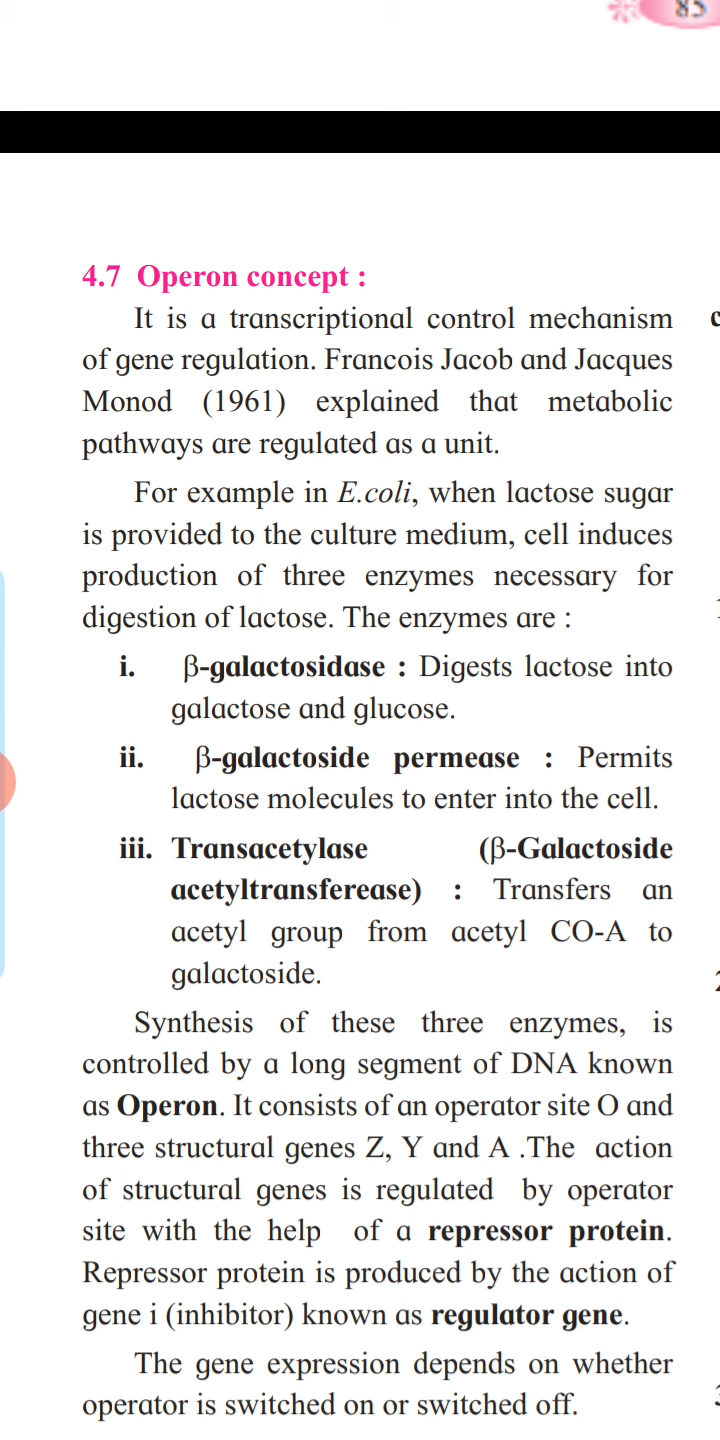 85
4.7 Operon concept :
It is a transcriptional control mechanism
of gene regulation. Francois Jacob and Jacques
Monod (1961) explained that metabolic
pathways are regulated as a unit.
For example in E.coli, when lactose sugar
is provided to the culture medium, cell induces
production of three enzymes necessary for
digestion of lactose. The enzymes are :
i. β-galactosidase : Digests lactose into
galactose and glucose.
ii. β-galactoside permease : Permits
lactose molecules to enter into the cell.
iii. Transacetylase (β-Galactoside
acetyltransferease) : Transfers an
acetyl group from acetyl CO-A to
galactoside.
Synthesis of these three enzymes, is
controlled by a long segment of DNA known
as Operon. It consists of an operator site O and
three structural genes Z, Y and A .The action
of structural genes is regulated by operator
site with the help of a repressor protein.
Repressor protein is produced by the action of
gene i (inhibitor) known as regulator gene.
The gene expression depends on whether
operator is switched on or switched off.